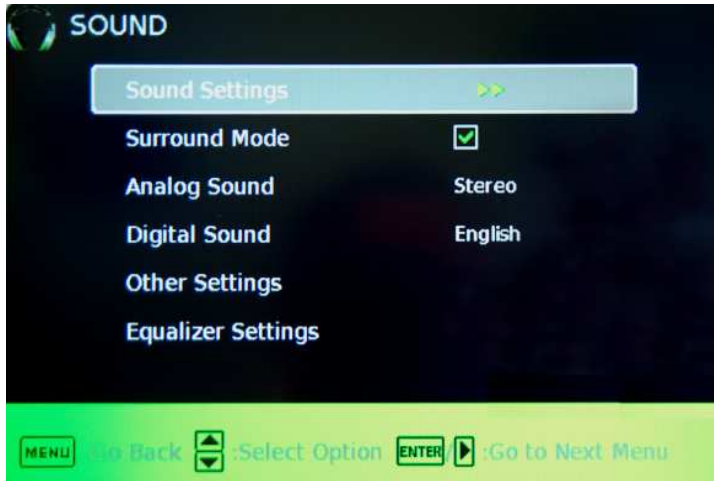 SOUND
Sound Settings
Surround Mode
Analog Sound Stereo
Digital Sound English
Other Settings
Equalizer Settings
MENU :Go Back :Select Option ENTER/ :Go to Next Menu